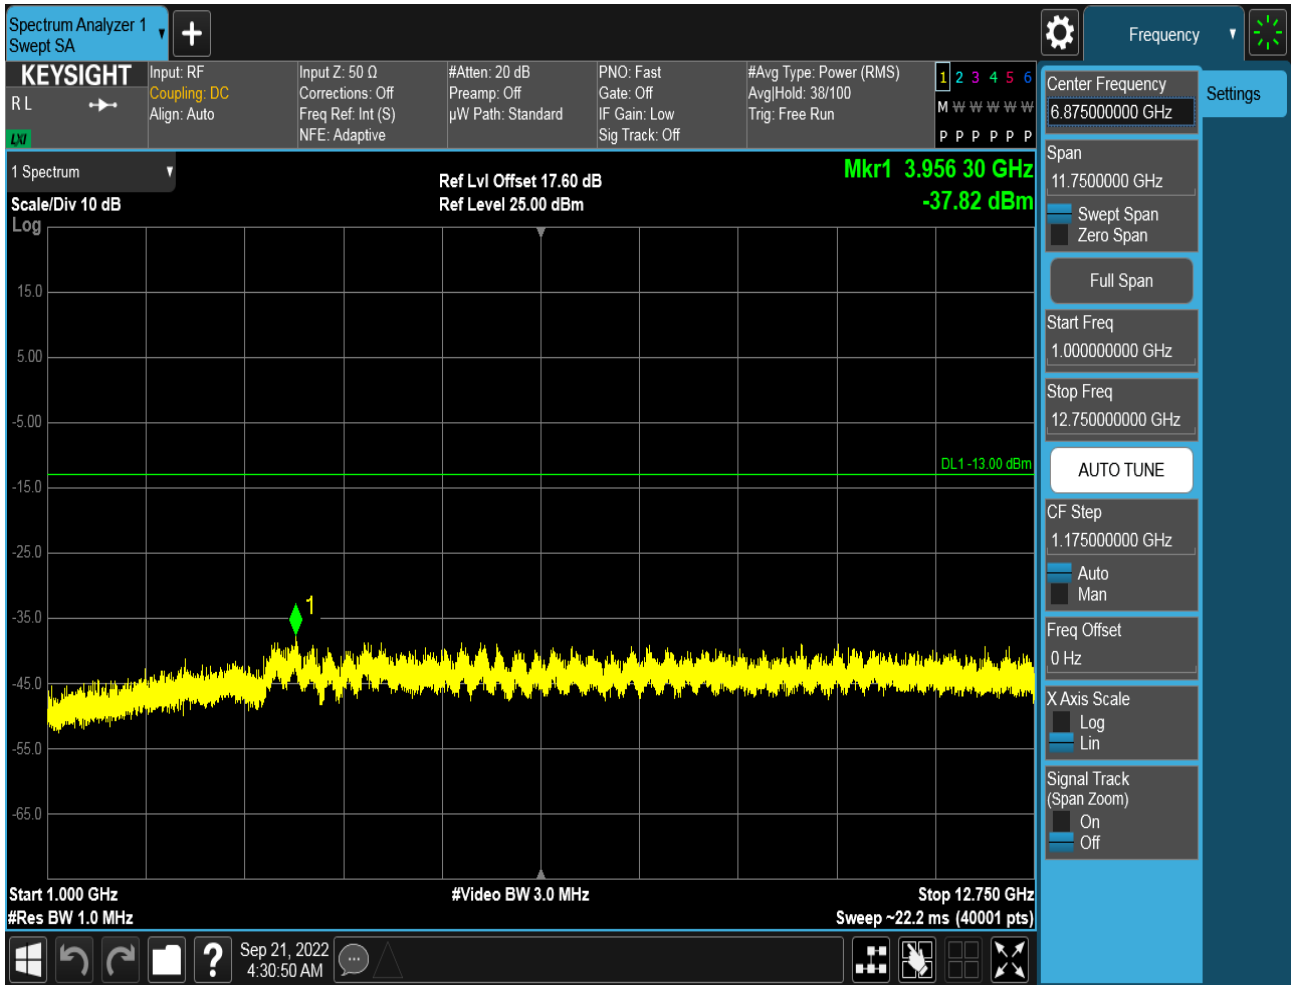 Spectrum Analyzer 1
Swept SA
+
Frequency
KEYSIGHT
R L
LXI
Input: RF
Coupling: DC
Align: Auto
Input Z: 50 Ω
Corrections: Off
Freq Ref: Int (S)
NFE: Adaptive
#Atten: 20 dB
Preamp: Off
µW Path: Standard
PNO: Fast
Gate: Off
IF Gain: Low
Sig Track: Off
#Avg Type: Power (RMS)
Avg|Hold: 38/100
Trig: Free Run
1 2 3 4 5 6
M W W W W W
P P P P P P
1 Spectrum
Scale/Div 10 dB
Log
Ref Lvl Offset 17.60 dB
Ref Level 25.00 dBm
Mkr1 3.956 30 GHz
-37.82 dBm
15.0
5.00
-5.00
DL1 -13.00 dBm
-15.0
-25.0
-35.0
1
-45.0
-55.0
-65.0
Start 1.000 GHz
#Res BW 1.0 MHz
#Video BW 3.0 MHz
Stop 12.750 GHz
Sweep ~22.2 ms (40001 pts)
Center Frequency
6.875000000 GHz
Settings
Span
11.7500000 GHz
Swept Span
Zero Span
Full Span
Start Freq
1.000000000 GHz
Stop Freq
12.750000000 GHz
AUTO TUNE
CF Step
1.175000000 GHz
Auto
Man
Freq Offset
0 Hz
X Axis Scale
Log
Lin
Signal Track
(Span Zoom)
On
Off
?
Sep 21, 2022
4:30:50 AM